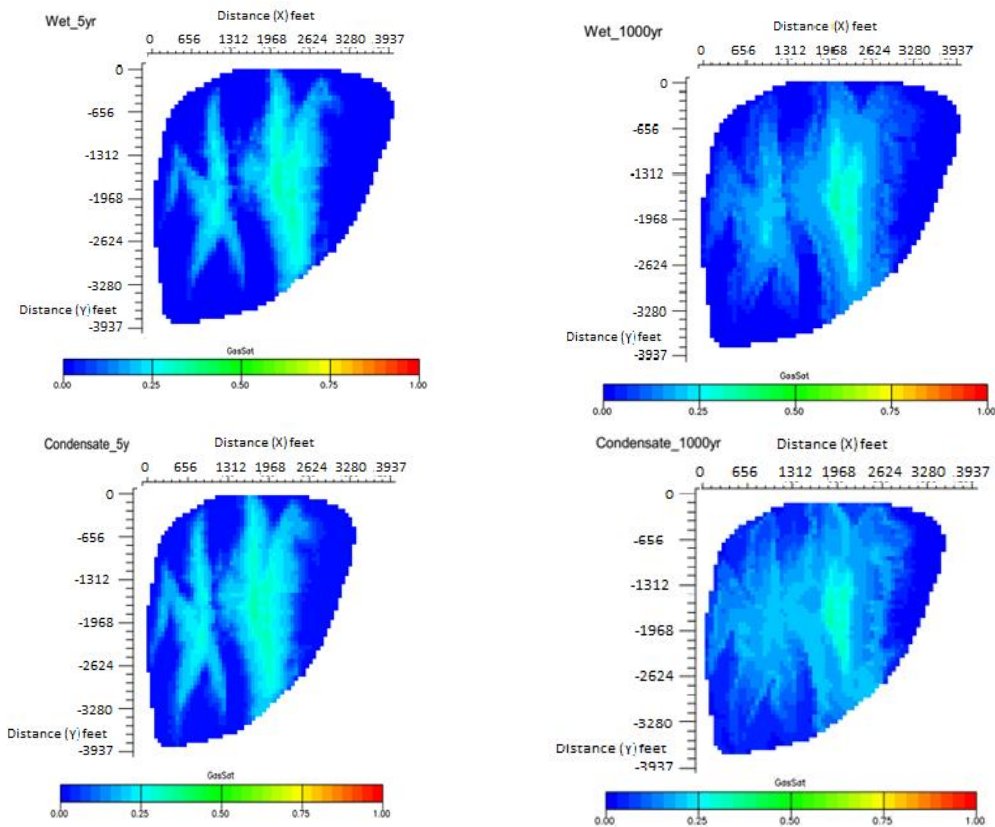 Wet_5yr
Distance (X) feet
0 656 1312 1968 2624 3280 3937
0
-656
-1312
-1968
-2624
-3280
Distance (Y) feet
-3937
GasSat
0.00 0.25 0.50 0.75 1.00
Wet_1000yr
Distance (X) feet
0 656 1312 1968 2624 3280 3937
0
-656
-1312
-1968
-2624
-3280
Distance (Y) feet
-3937
GasSat
0.00 0.25 0.50 0.75 1.00
Condensate_5y
Distance (X) feet
0 656 1312 1968 2624 3280 3937
0
-656
-1312
-1968
-2624
-3280
Distance (Y) feet
-3937
GasSat
0.00 0.25 0.50 0.75 1.00
Condensate_1000yr
Distance (X) feet
0 656 1312 1968 2624 3280 3937
0
-656
-1312
-1968
-2624
-3280
Distance (Y) feet
-3937
GasSat
0.00 0.25 0.50 0.75 1.00